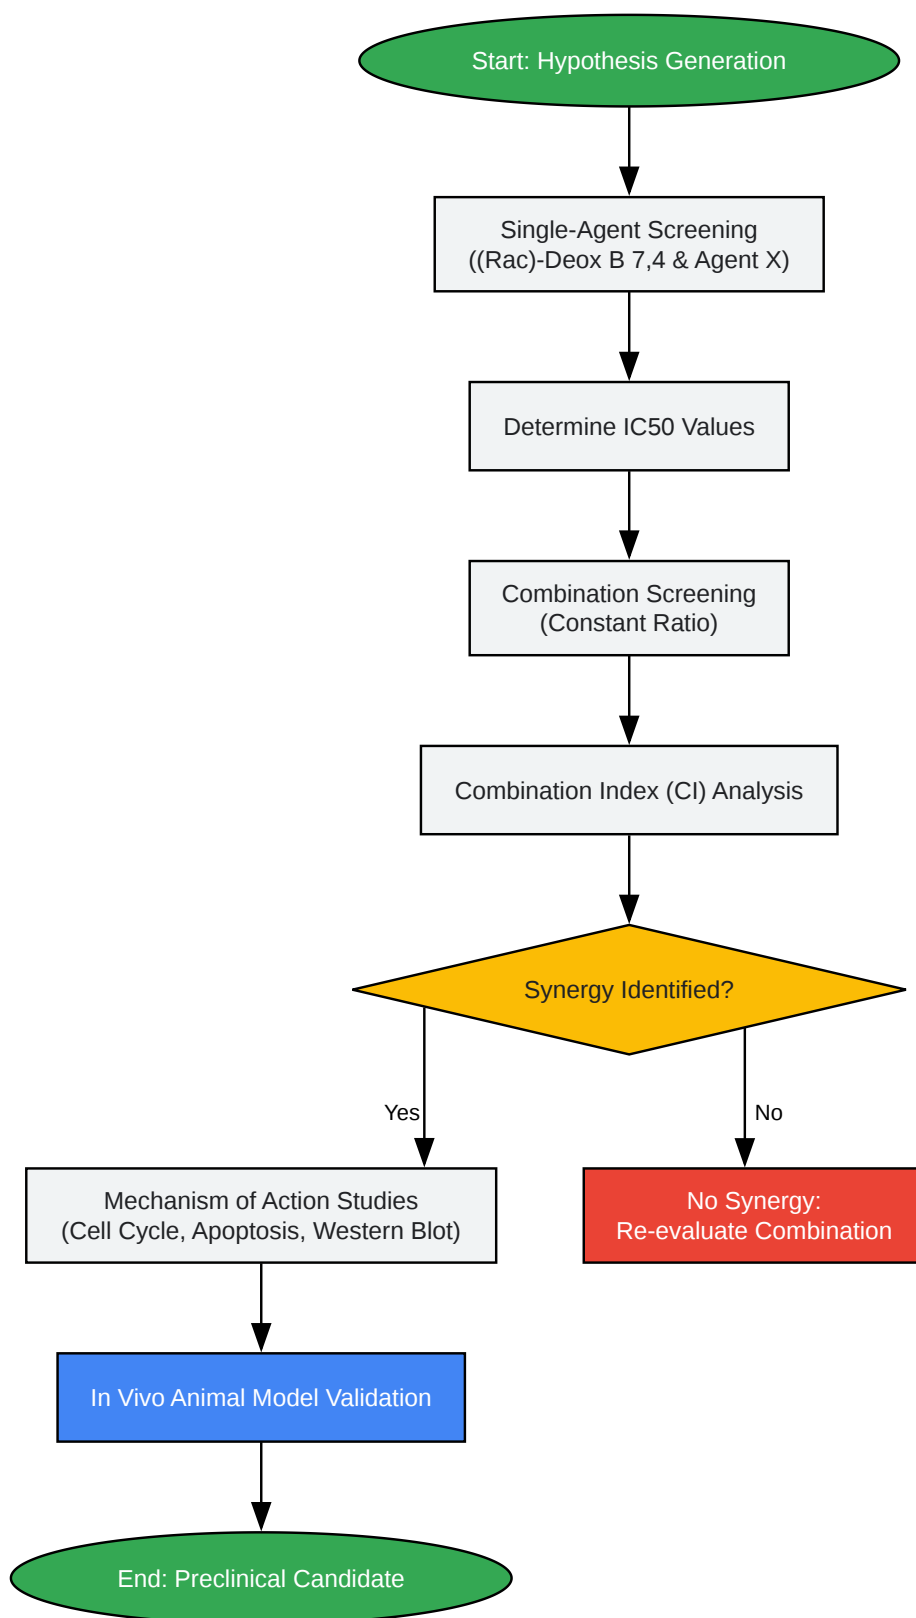 Start: Hypothesis Generation
Single-Agent Screening
((Rac)-Deox B 7,4 & Agent X)
Determine IC50 Values
Combination Screening
(Constant Ratio)
Combination Index (CI) Analysis
Synergy Identified?
Yes
No
Mechanism of Action Studies
(Cell Cycle, Apoptosis, Western Blot)
No Synergy:
Re-evaluate Combination
In Vivo Animal Model Validation
End: Preclinical Candidate